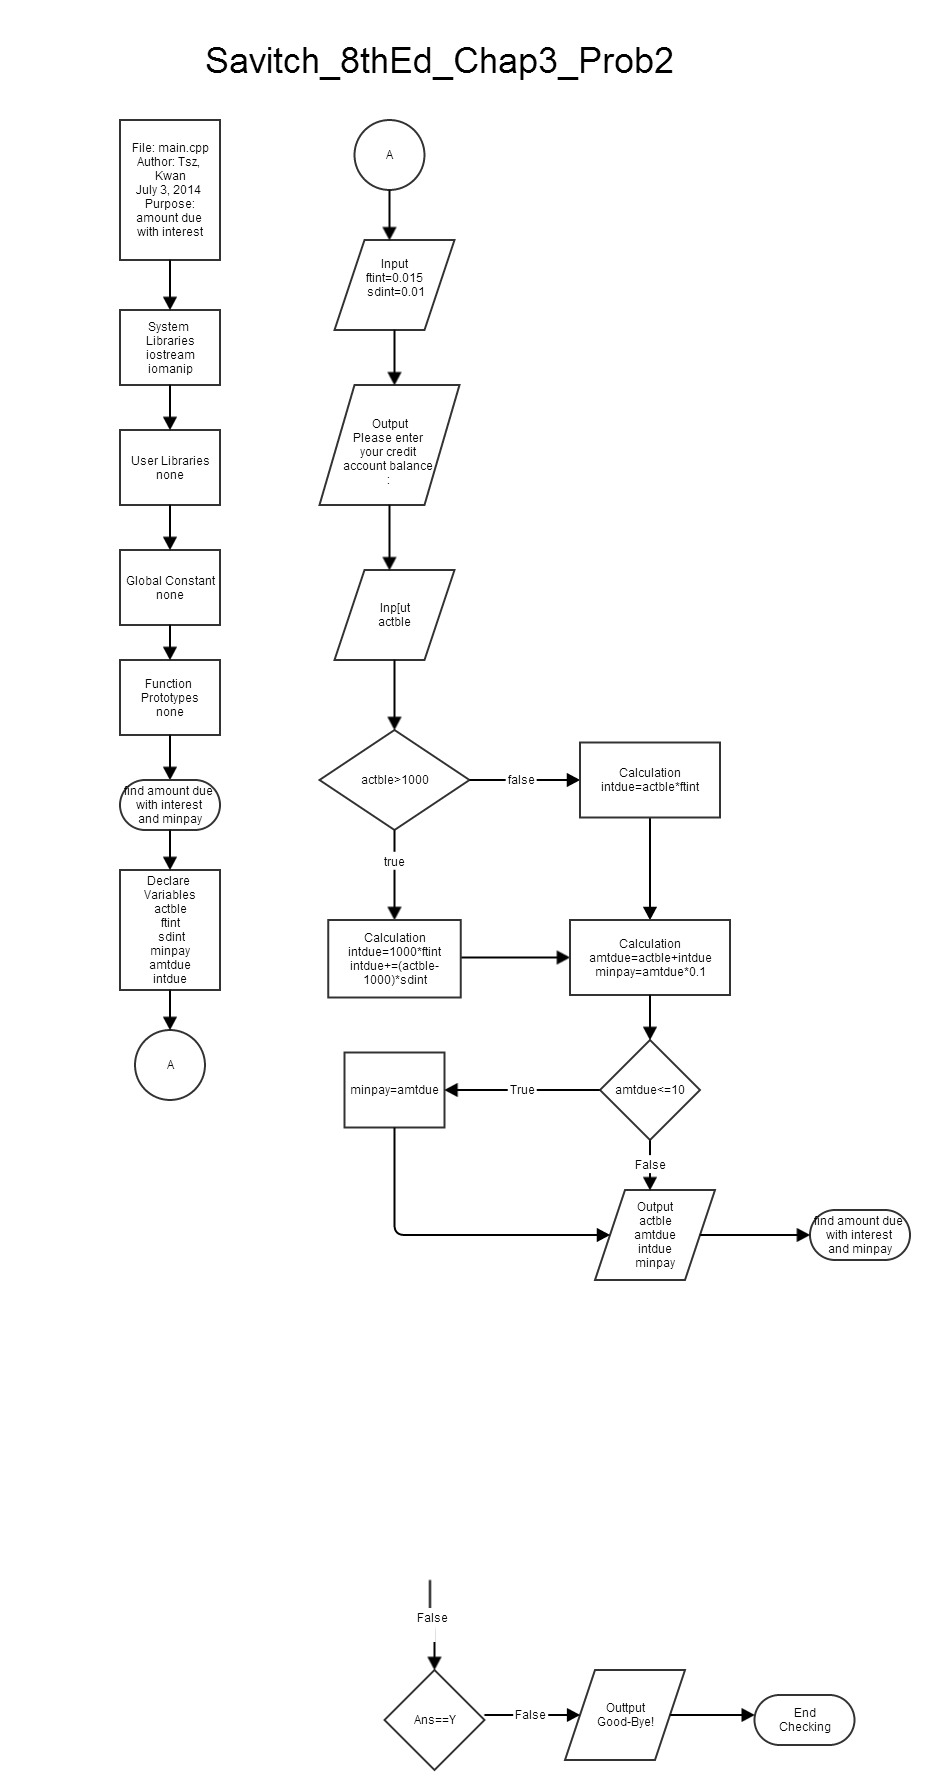 Savitch_8thEd_Chap3_Prob2
File: main.cpp
Author: Tsz,
Kwan
July 3, 2014
Purpose:
amount due
with interest
System
Libraries
iostream
iomanip
User Libraries
none
Global Constant
none
Function
Prototypes
none
find amount due
with interest
and minpay
Declare
Variables
actble
ftint
sdint
minpay
amtdue
intdue
A
A
Input
ftint=0.015
sdint=0.01
Output
Please enter
your credit
account balance
:
Inp[ut
actble
actble>1000
false
Calculation
intdue=actble*ftint
true
Calculation
intdue=1000*ftint
intdue+=(actble-
1000)*sdint
Calculation
amtdue=actble+intdue
minpay=amtdue*0.1
amtdue<=10
True
minpay=amtdue
False
Output
actble
amtdue
intdue
minpay
find amount due
with interest
and minpay
False
Ans==Y
False
Outtput
Good-Bye!
End
Checking